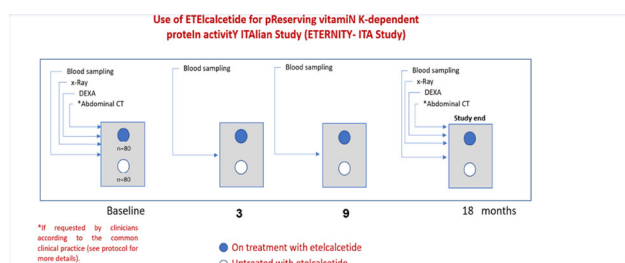 Use of ETElcalcetide for pReserving vitamiN K-dependent
proteIn activitY ITAlian Study (ETERNITY- ITA Study)
Blood sampling
x-Ray
DEXA
*Abdominal CT
n=80
n=80
Blood sampling
Blood sampling
Blood sampling
x-Ray
DEXA
*Abdominal CT
Study end
Baseline
3
9
18 months
*If requested by clinicians
according to the common
clinical practice (see protocol for
more details).
On treatment with etelcalcetide
Untreated with etelcalcetide